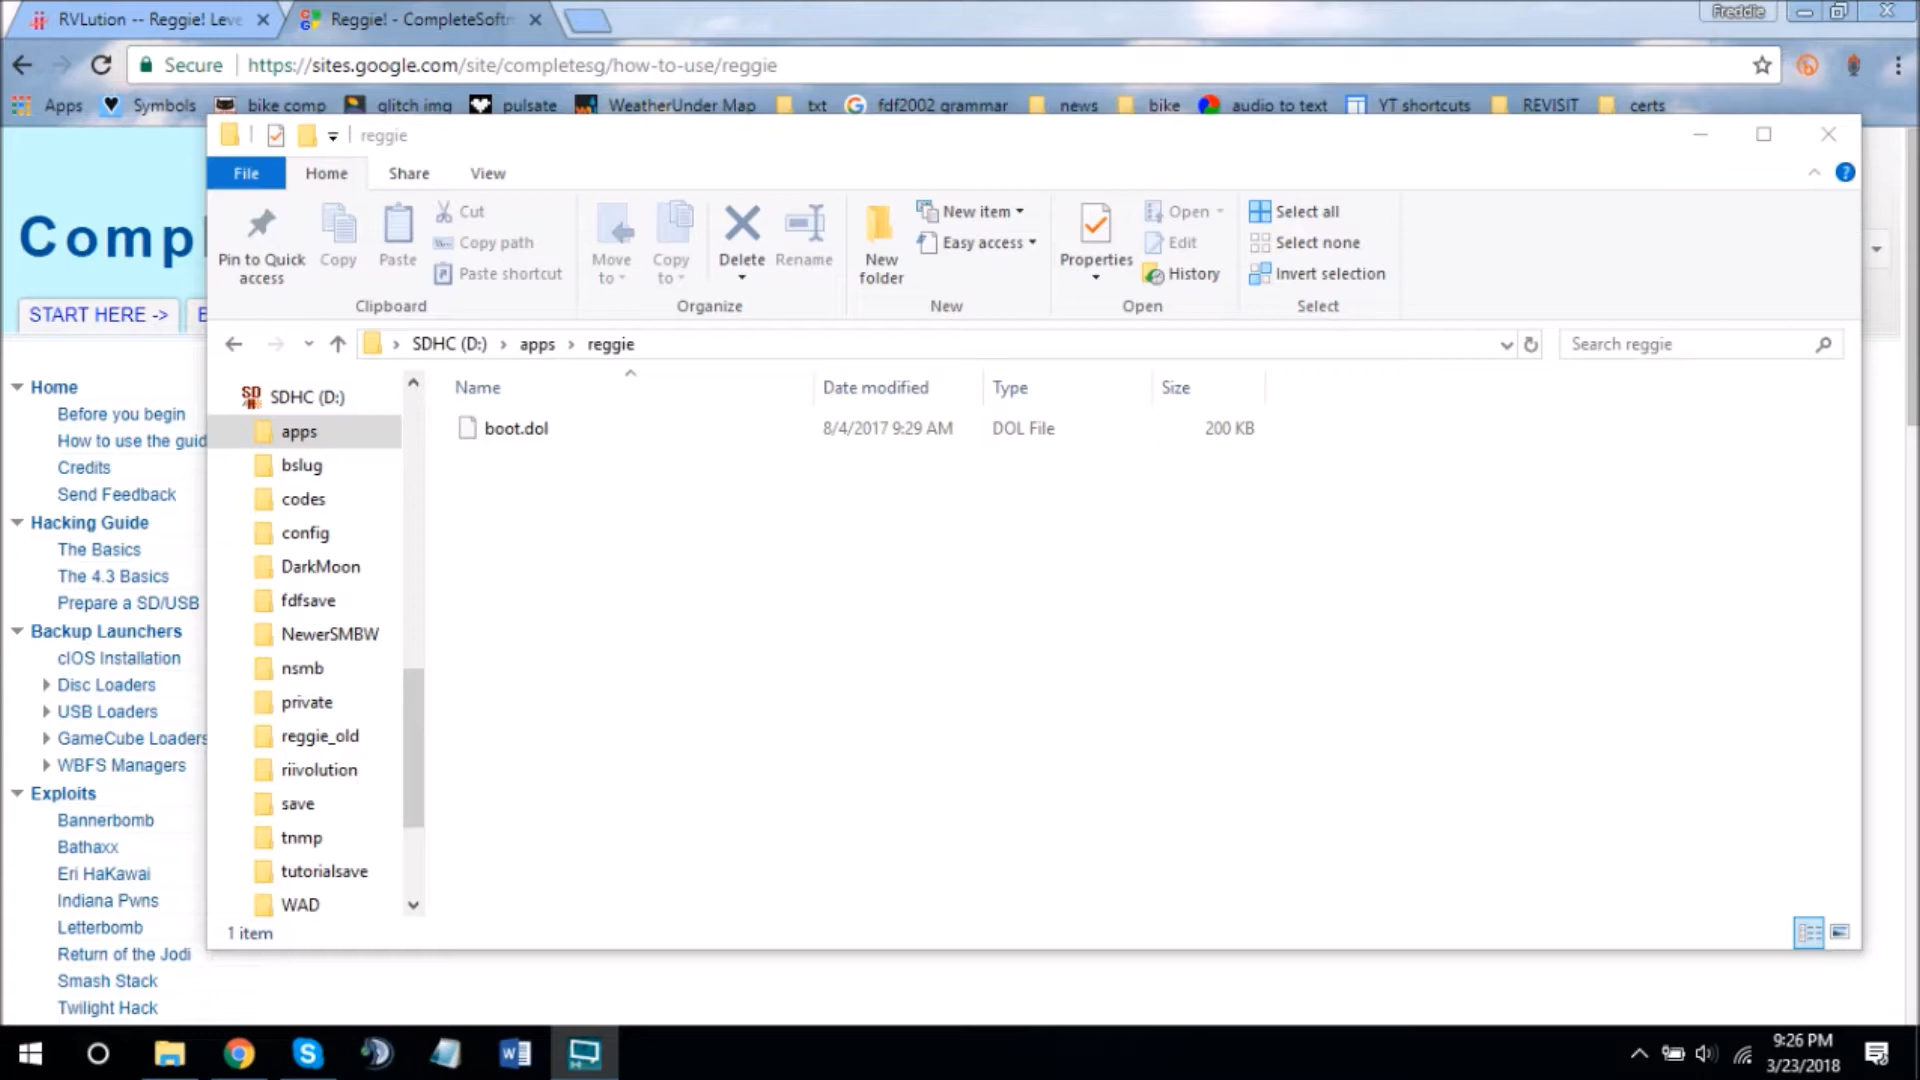 RVLution -- Reggie! Leve
Reggie! - CompleteSoftm
Freddie
Secure
https://sites.google.com/site/completesg/how-to-use/reggie
Apps Symbols bike comp glitch img pulsate WeatherUnder Map txt fdf2002 grammar news bike audio to text YT shortcuts REVISIT certs
reggie
File Home Share View
Pin to Quick access
Copy
Paste
Cut
Copy path
Paste shortcut
Clipboard
Move to
Copy to
Delete
Rename
Organize
New folder
New item
Easy access
New
Properties
Open
Edit
History
Open
Select all
Select none
Invert selection
Select
SDHC (D:) apps reggie
Search reggie
SDHC (D:)
apps
bslug
codes
config
DarkMoon
fdfsave
NewerSMBW
nsmb
private
reggie_old
riivolution
save
tnmp
tutorialsave
WAD
Name Date modified Type Size
boot.dol 8/4/2017 9:29 AM DOL File 200 KB
1 item
Comp
START HERE -> E
Home
Before you begin
How to use the guid
Credits
Send Feedback
Hacking Guide
The Basics
The 4.3 Basics
Prepare a SD/USB
Backup Launchers
cIOS Installation
Disc Loaders
USB Loaders
GameCube Loaders
WBFS Managers
Exploits
Bannerbomb
Bathaxx
Eri HaKawai
Indiana Pwns
Letterbomb
Return of the Jodi
Smash Stack
Twilight Hack
9:26 PM
3/23/2018